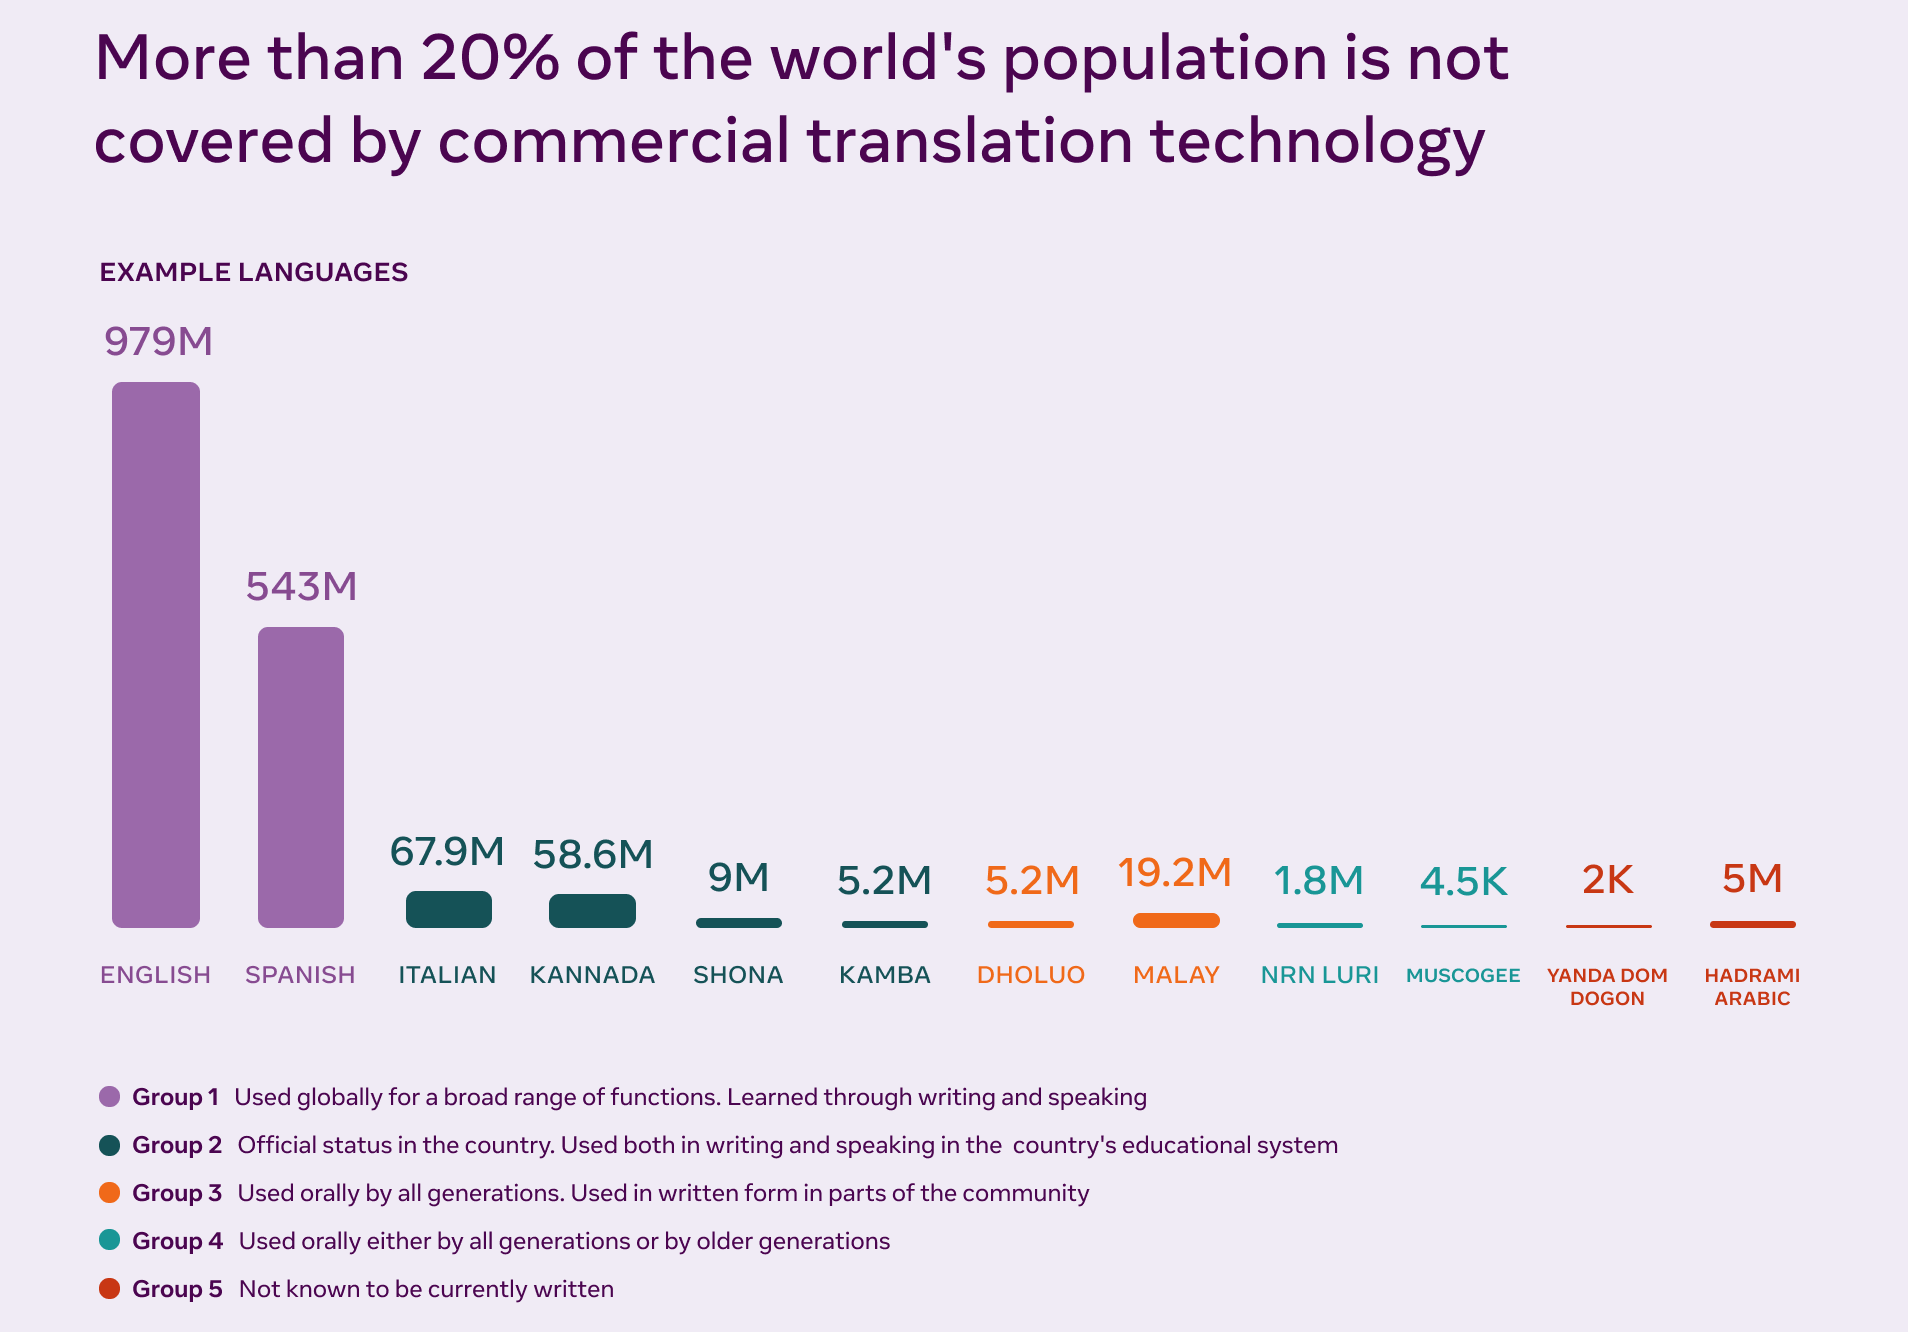 More than 20% of the world's population is not
covered by commercial translation technology
EXAMPLE LANGUAGES
979M
543M
67.9M
58.6M
9M
5.2M
5.2M
19.2M
1.8M
4.5K
2K
5M
ENGLISH
SPANISH
ITALIAN
KANNADA
SHONA
KAMBA
DHOLUO
MALAY
NRN LURI
MUSCOGEE
YANDA DOM
DOGON
HADRAMI
ARABIC
Group 1 Used globally for a broad range of functions. Learned through writing and speaking
Group 2 Official status in the country. Used both in writing and speaking in the country's educational system
Group 3 Used orally by all generations. Used in written form in parts of the community
Group 4 Used orally either by all generations or by older generations
Group 5 Not known to be currently written